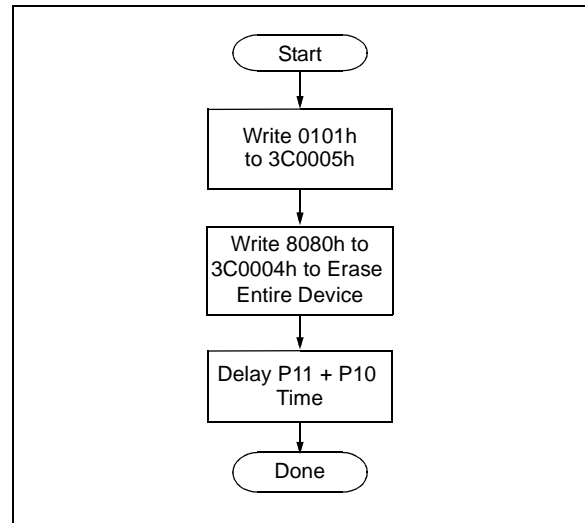 Start
Write 0101h
to 3C0005h
Write 8080h to
3C0004h to Erase
Entire Device
Delay P11 + P10
Time
Done